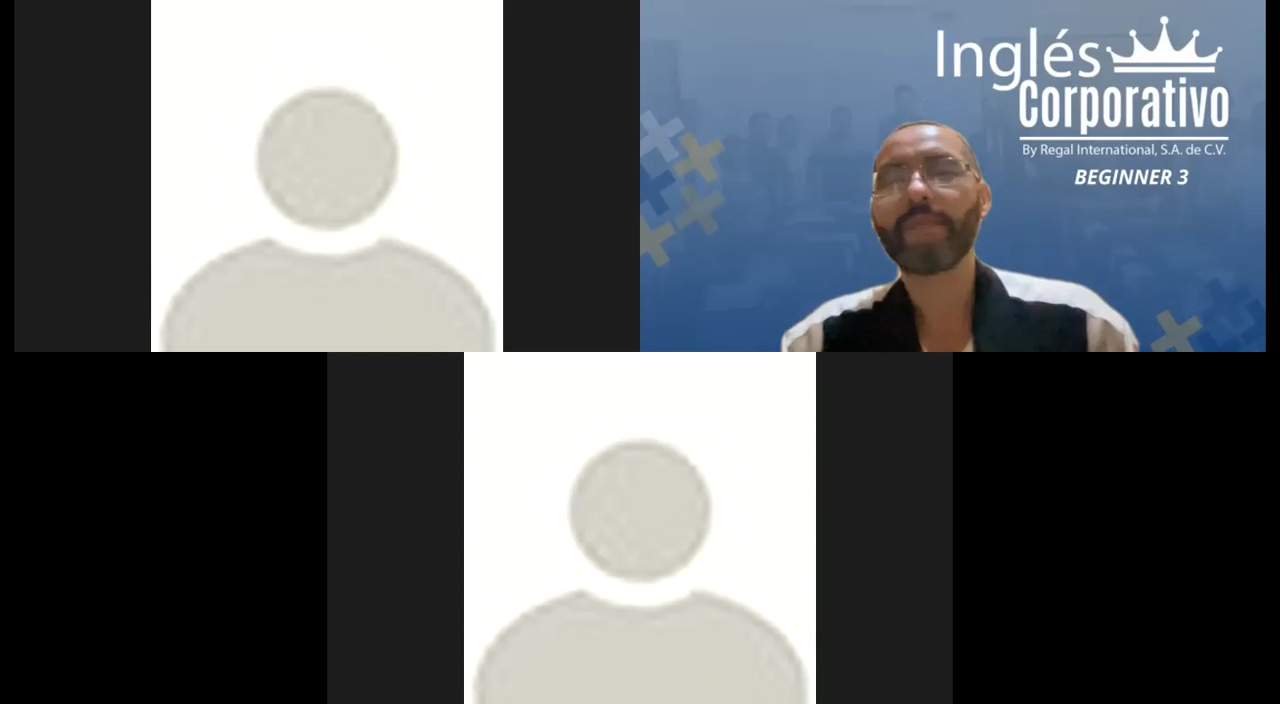 Inglés
Corporativo
By Regal International, S.A. de C.V.
BEGINNER 3